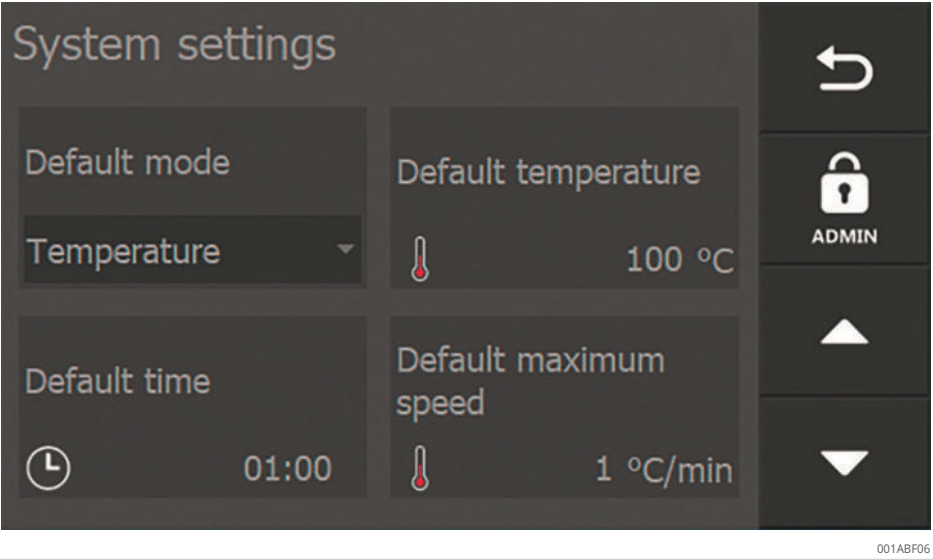 System settings
Default mode
Temperature
Default temperature
100 °C
Default time
01:00
Default maximum
speed
1 °C/min
ADMIN
001ABF06